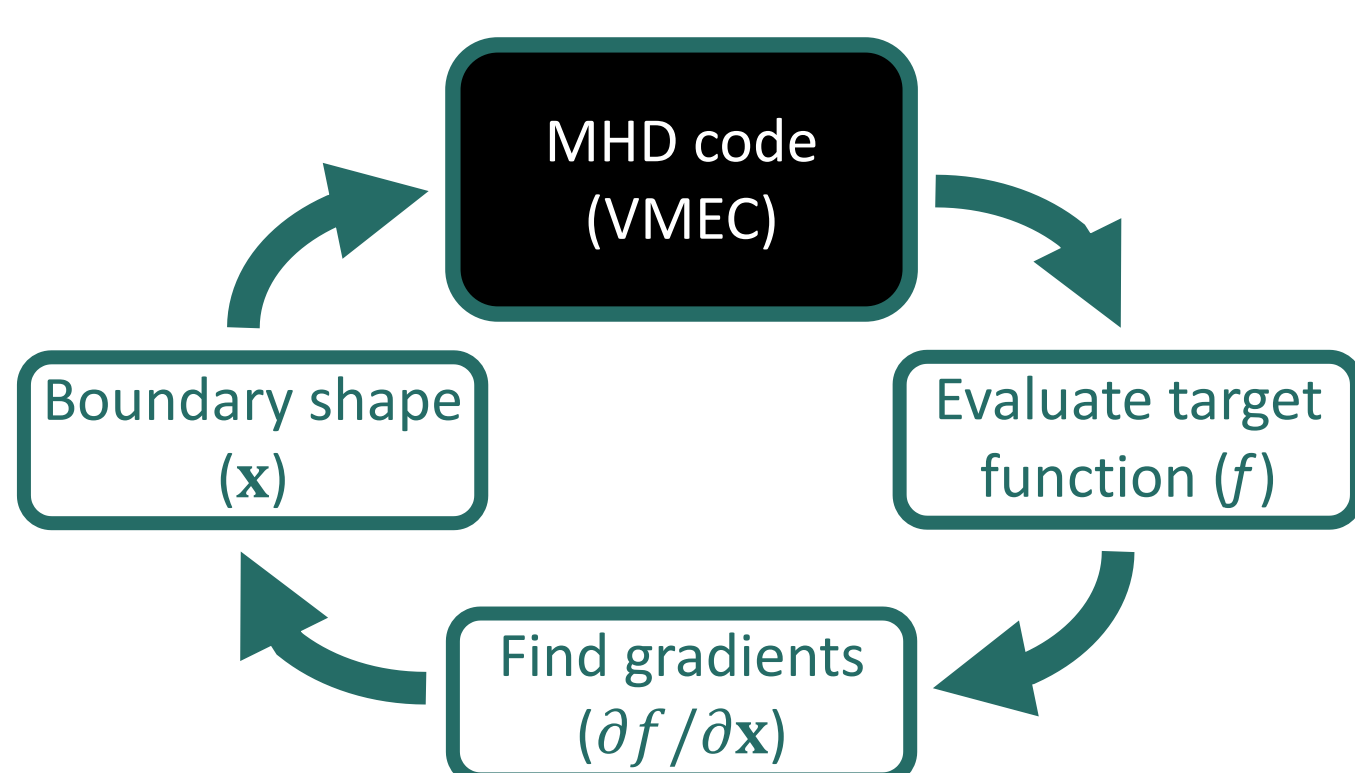 MHD code
(VMEC)
Boundary shape
(𝐱)
Evaluate target
function (f)
Find gradients
(∂f/∂𝐱)